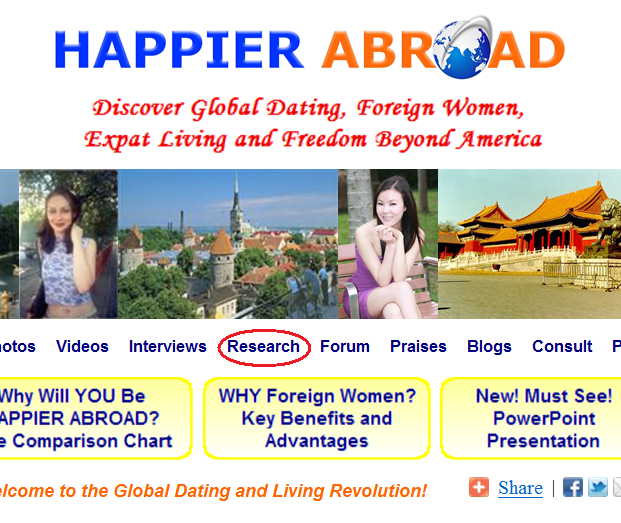 HAPPIER ABROAD
Discover Global Dating, Foreign Women,
Expat Living and Freedom Beyond America
otos Videos Interviews Research Forum Praises Blogs Consult P
Why Will YOU Be
APPIER ABROAD?
e Comparison Chart
WHY Foreign Women?
Key Benefits and
Advantages
New! Must See!
PowerPoint
Presentation
elcome to the Global Dating and Living Revolution!
Share |